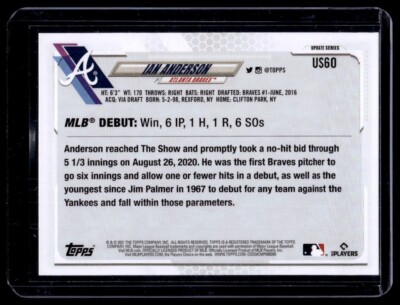 UPDATE SERIES
IAN ANDERSON
ATLANTA BRAVES™
@TOPPS
US60
HT: 6'3" WT: 170 THROWS: RIGHT BATS: RIGHT DRAFTED: BRAVES #1-JUNE, 2016
ACQ: VIA DRAFT BORN: 5-2-98, REXFORD, NY HOME: CLIFTON PARK, NY
MLB® DEBUT: Win, 6 IP, 1 H, 1 R, 6 SOs
Anderson reached The Show and promptly took a no-hit bid through
5 1/3 innings on August 26, 2020. He was the first Braves pitcher to
go six innings and allow one or fewer hits in a debut, as well as the
youngest since Jim Palmer in 1967 to debut for any team against the
Yankees and fall within those parameters.
Topps
PLAYERS